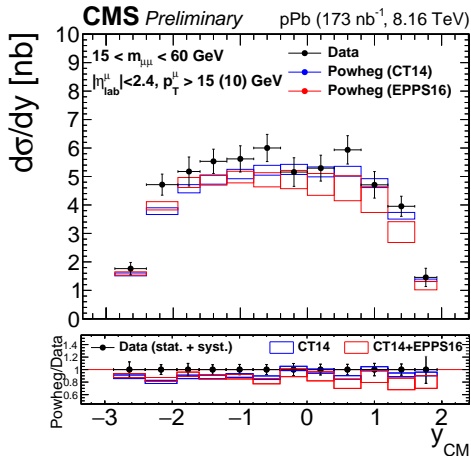 CMS Preliminary pPb (173 nb⁻¹, 8.16 TeV)
15 < m_μμ < 60 GeV
|η^μ_lab|<2.4, p^μ_T > 15 (10) GeV
Data
Powheg (CT14)
Powheg (EPPS16)
dσ/dy [nb]
10
9
8
7
6
5
4
3
2
1
0
Powheg/Data
Data (stat. + syst.) CT14 CT14+EPPS16
1.4
1.2
1
0.8
0.6
−3 −2 −1 0 1 2
y_CM